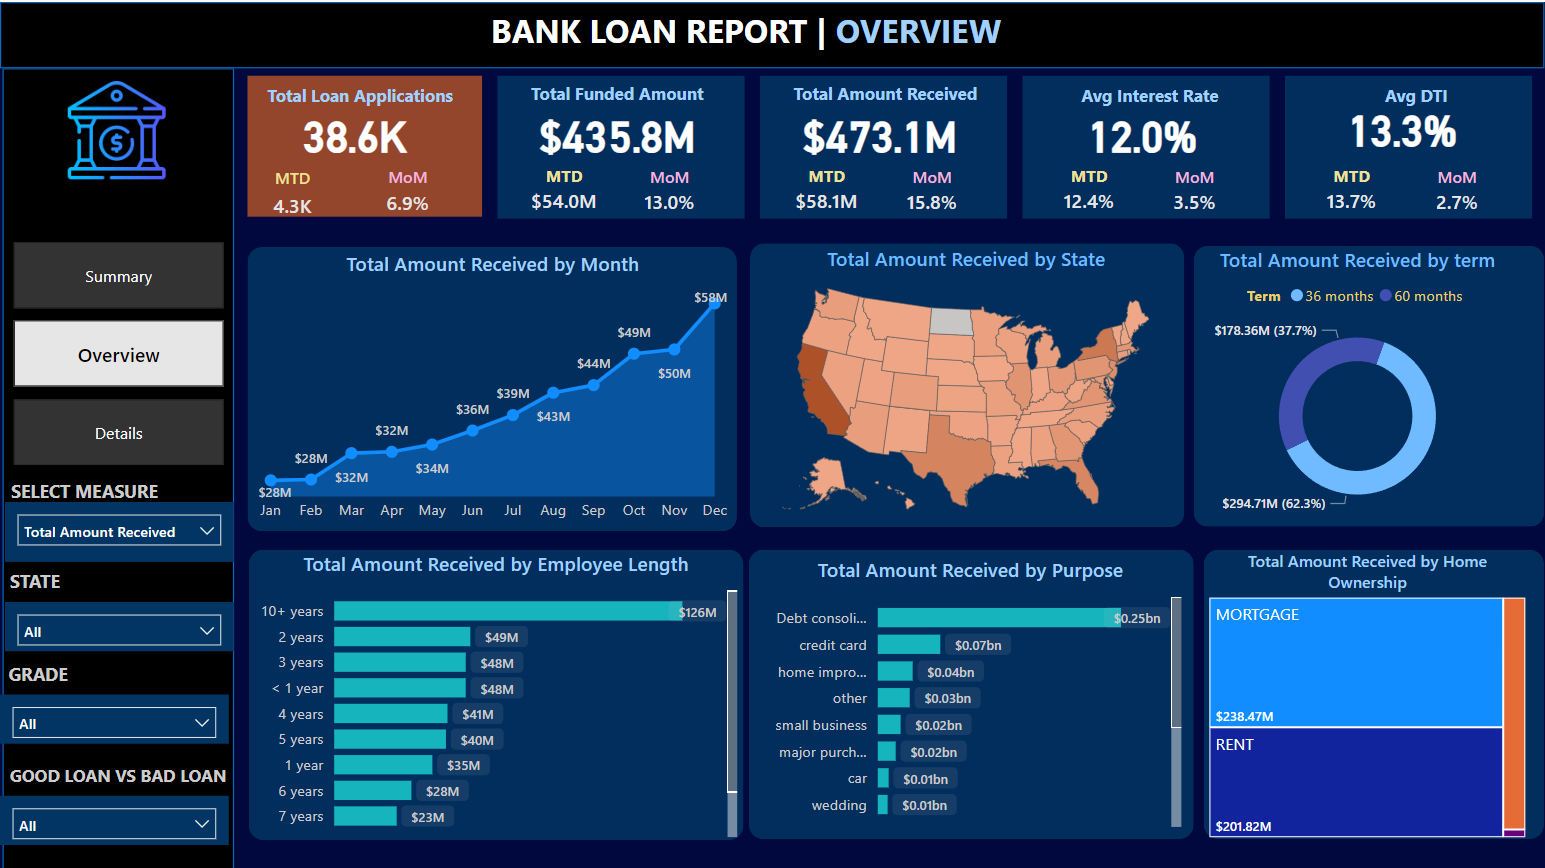 BANK LOAN REPORT | OVERVIEW
Total Loan Applications
38.6K
MTD MoM
4.3K 6.9%
Total Funded Amount
$435.8M
MTD MoM
$54.0M 13.0%
Total Amount Received
$473.1M
MTD MoM
$58.1M 15.8%
Avg Interest Rate
12.0%
MTD MoM
12.4% 3.5%
Avg DTI
13.3%
MTD MoM
13.7% 2.7%
$
Summary
Overview
Details
SELECT MEASURE
Total Amount Received
STATE
All
GRADE
All
GOOD LOAN VS BAD LOAN
All
Total Amount Received by Month
$28M
$28M
$32M
$32M
$34M
$36M
$39M
$43M
$44M
$49M
$50M
$58M
Jan Feb Mar Apr May Jun Jul Aug Sep Oct Nov Dec
Total Amount Received by State
Total Amount Received by term
Term 36 months 60 months
$178.36M (37.7%)
$294.71M (62.3%)
Total Amount Received by Employee Length
10+ years $126M
2 years $49M
3 years $48M
< 1 year $48M
4 years $41M
5 years $40M
1 year $35M
6 years $28M
7 years $23M
Total Amount Received by Purpose
Debt consoli... $0.25bn
credit card $0.07bn
home impro... $0.04bn
other $0.03bn
small business $0.02bn
major purch... $0.02bn
car $0.01bn
wedding $0.01bn
Total Amount Received by Home
Ownership
MORTGAGE
$238.47M
RENT
$201.82M